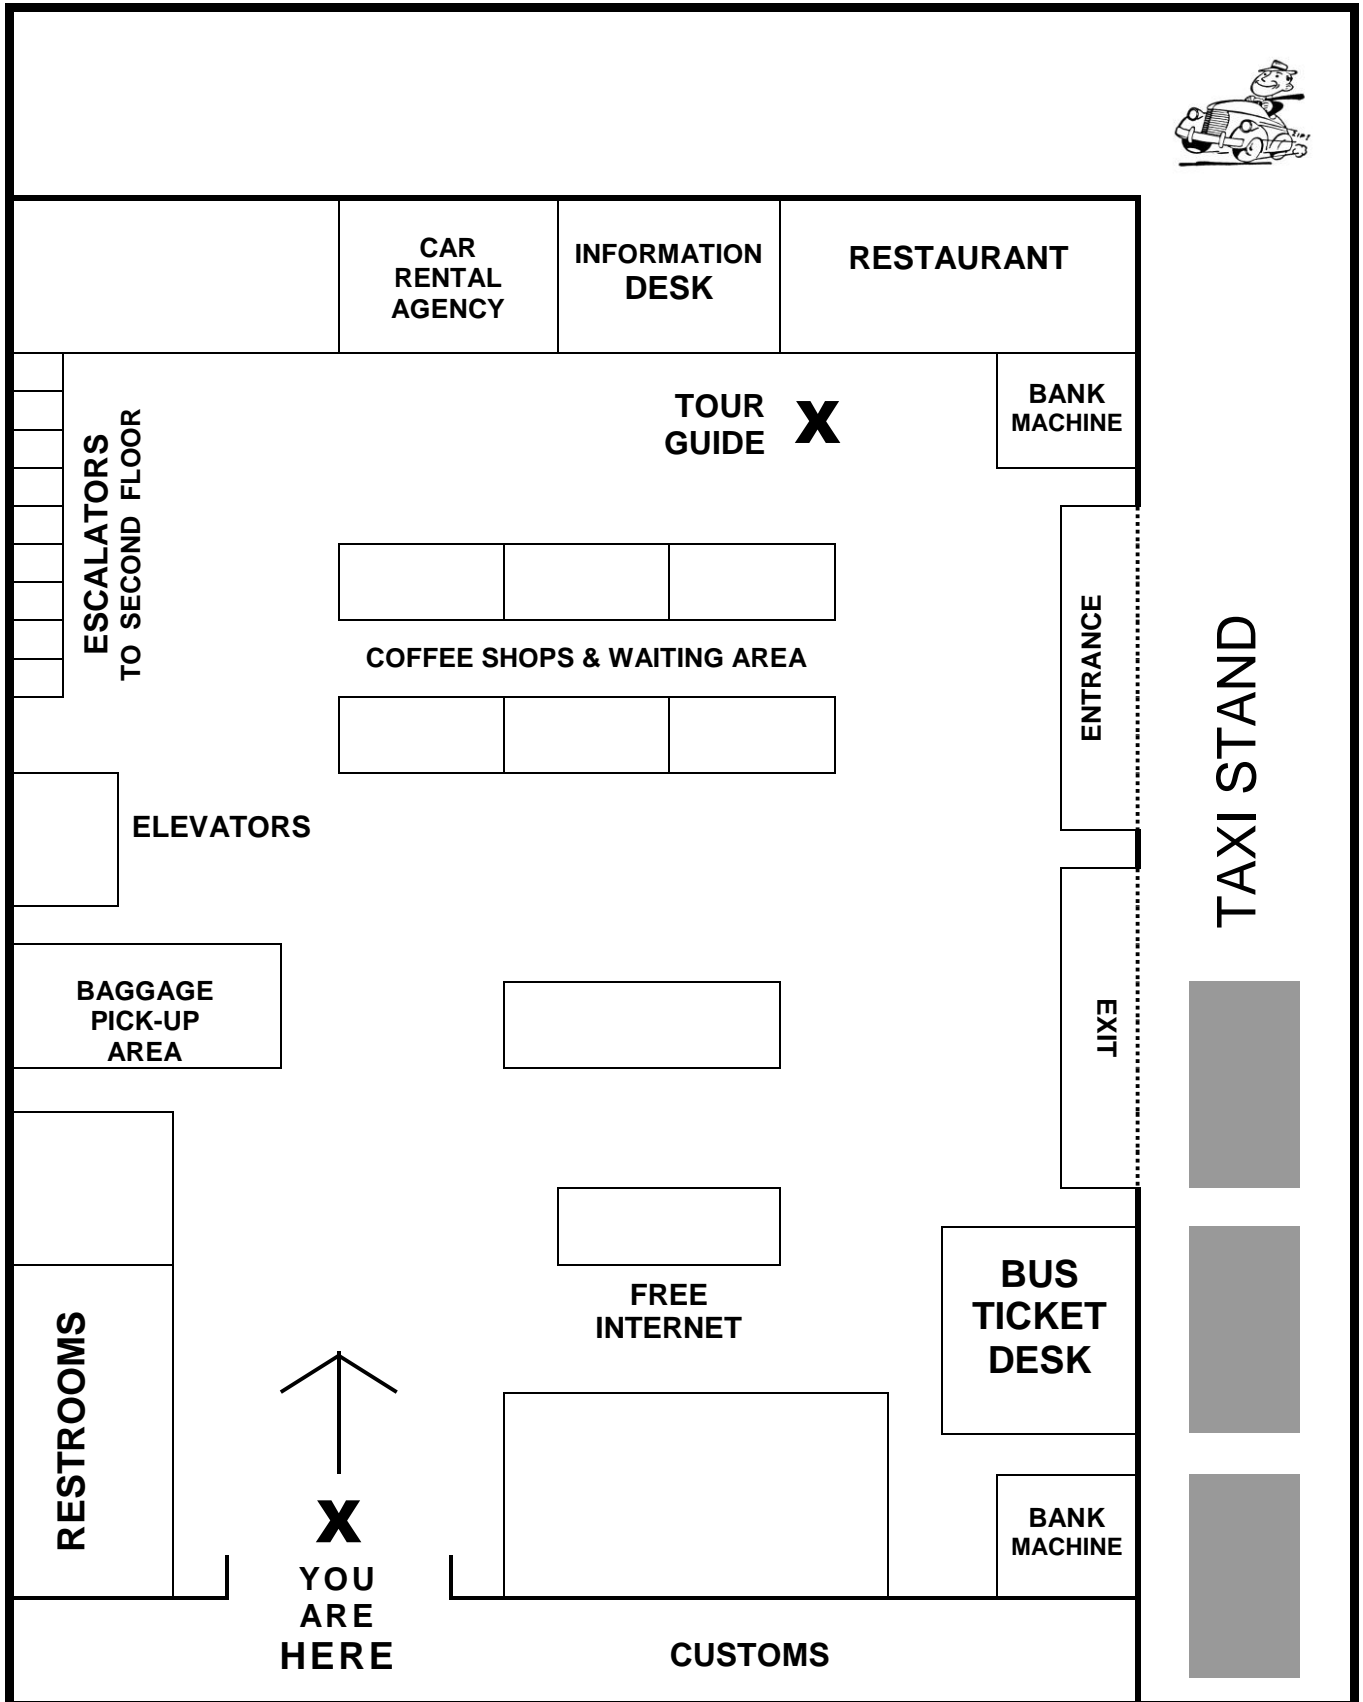 CAR
RENTAL
AGENCY
INFORMATION
DESK
RESTAURANT
ESCALATORS
TO SECOND FLOOR
TOUR
GUIDE
X
BANK
MACHINE
COFFEE SHOPS & WAITING AREA
ENTRANCE
TAXI STAND
ELEVATORS
BAGGAGE
PICK-UP
AREA
EXIT
FREE
INTERNET
BUS
TICKET
DESK
RESTROOMS
X
YOU
ARE
HERE
BANK
MACHINE
CUSTOMS